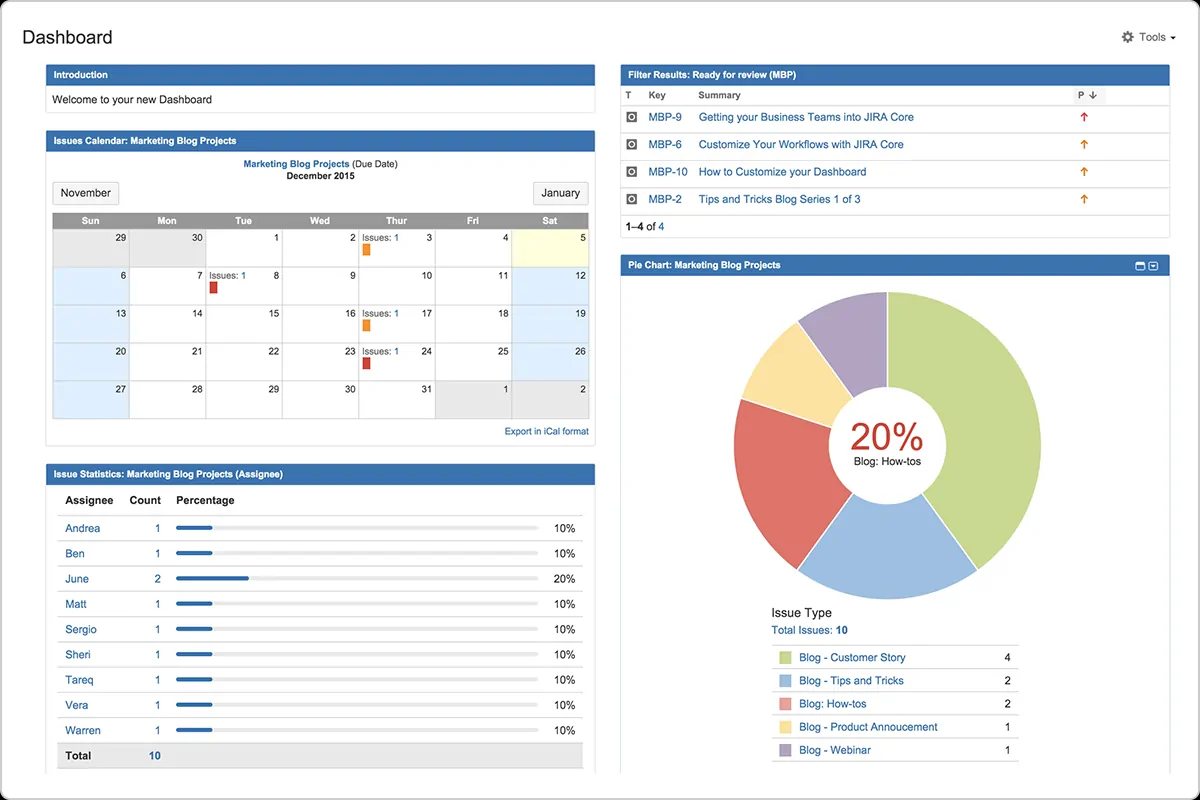 Dashboard
Tools
Introduction
Welcome to your new Dashboard
Issues Calendar: Marketing Blog Projects
Marketing Blog Projects (Due Date)
December 2015
November January
Sun Mon Tue Wed Thur Fri Sat
29 30 1 2 Issues: 1 3 4 5
6 7 Issues: 1 8 9 10 11 12
13 14 15 16 Issues: 1 17 18 19
20 21 22 23 Issues: 1 24 25 26
27 28 29 30 31 1 2
Export in iCal format
Issue Statistics: Marketing Blog Projects (Assignee)
Assignee Count Percentage
Andrea 1 10%
Ben 1 10%
June 2 20%
Matt 1 10%
Sergio 1 10%
Sheri 1 10%
Tareq 1 10%
Vera 1 10%
Warren 1 10%
Total 10
Filter Results: Ready for review (MBP)
T Key Summary P
MBP-9 Getting your Business Teams into JIRA Core
MBP-6 Customize Your Workflows with JIRA Core
MBP-10 How to Customize your Dashboard
MBP-2 Tips and Tricks Blog Series 1 of 3
1–4 of 4
Pie Chart: Marketing Blog Projects
20%
Blog: How-tos
Issue Type
Total Issues: 10
Blog - Customer Story 4
Blog - Tips and Tricks 2
Blog: How-tos 2
Blog - Product Annoucement 1
Blog - Webinar 1